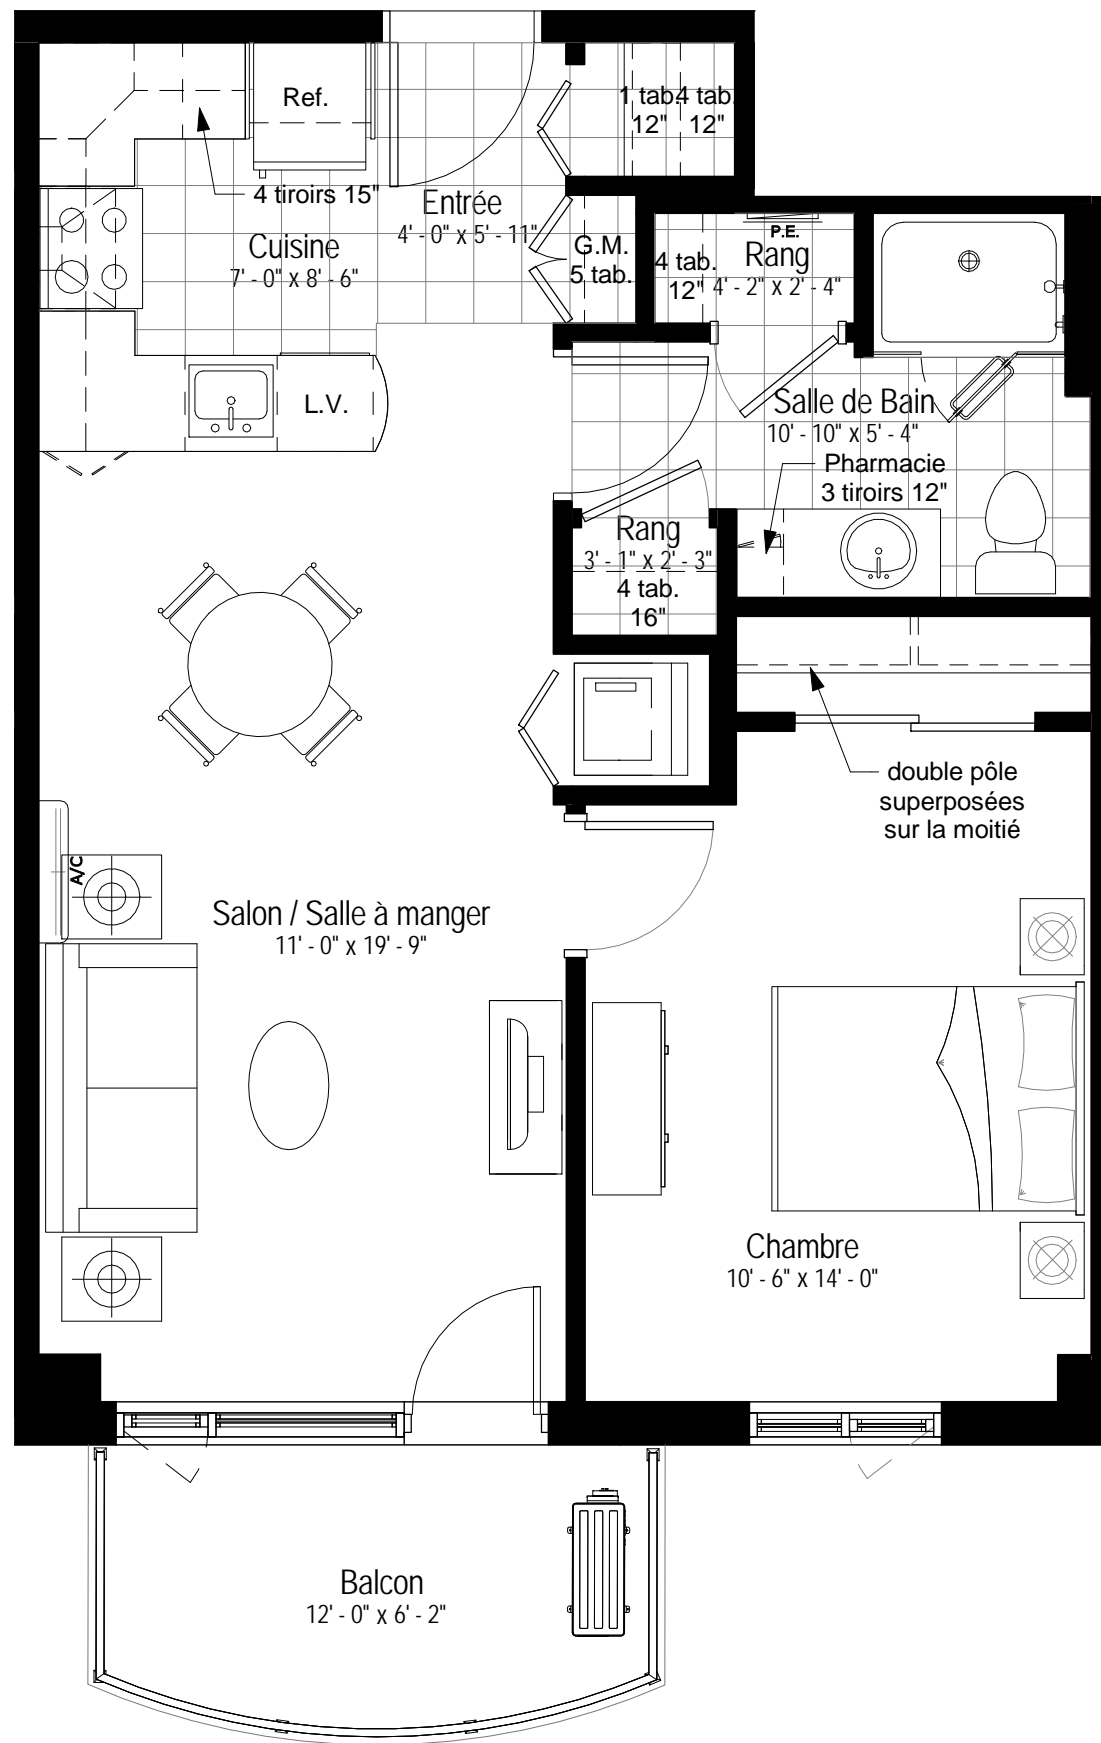 Ref.
1 tab.
12"
4 tab.
12"
4 tiroirs 15"
Entrée
4' - 0" x 5' - 11"
Cuisine
7' - 0" x 8' - 6"
G.M.
5 tab.
P.E.
4 tab.
12"
Rang
4' - 2" x 2' - 4"
L.V.
Salle de Bain
10' - 10" x 5' - 4"
Pharmacie
3 tiroirs 12"
Rang
3' - 1" x 2' - 3"
4 tab.
16"
double pôle
superposées
sur la moitié
A/C
Salon / Salle à manger
11' - 0" x 19' - 9"
Chambre
10' - 6" x 14' - 0"
Balcon
12' - 0" x 6' - 2"